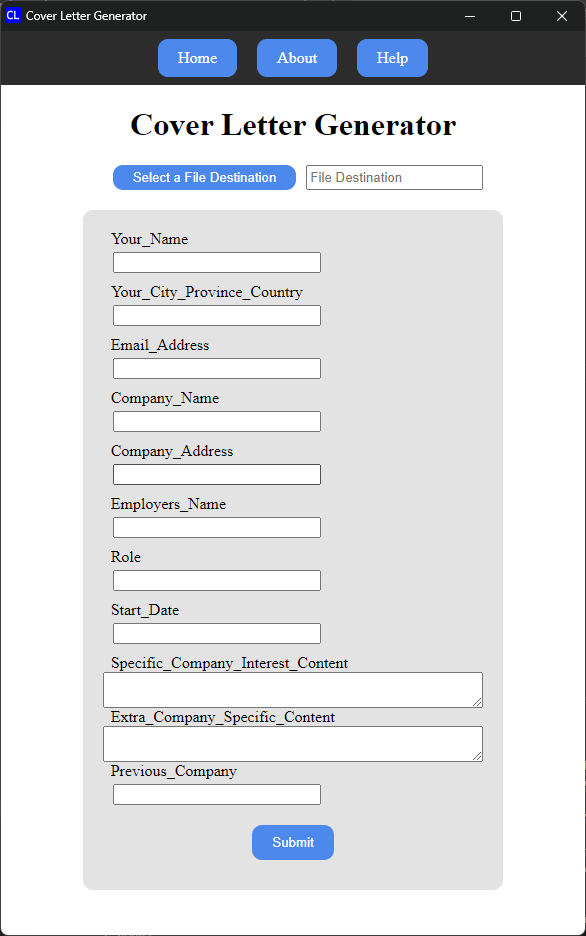 CL Cover Letter Generator
Home About Help
Cover Letter Generator
Select a File Destination File Destination
Your_Name
Your_City_Province_Country
Email_Address
Company_Name
Company_Address
Employers_Name
Role
Start_Date
Specific_Company_Interest_Content
Extra_Company_Specific_Content
Previous_Company
Submit